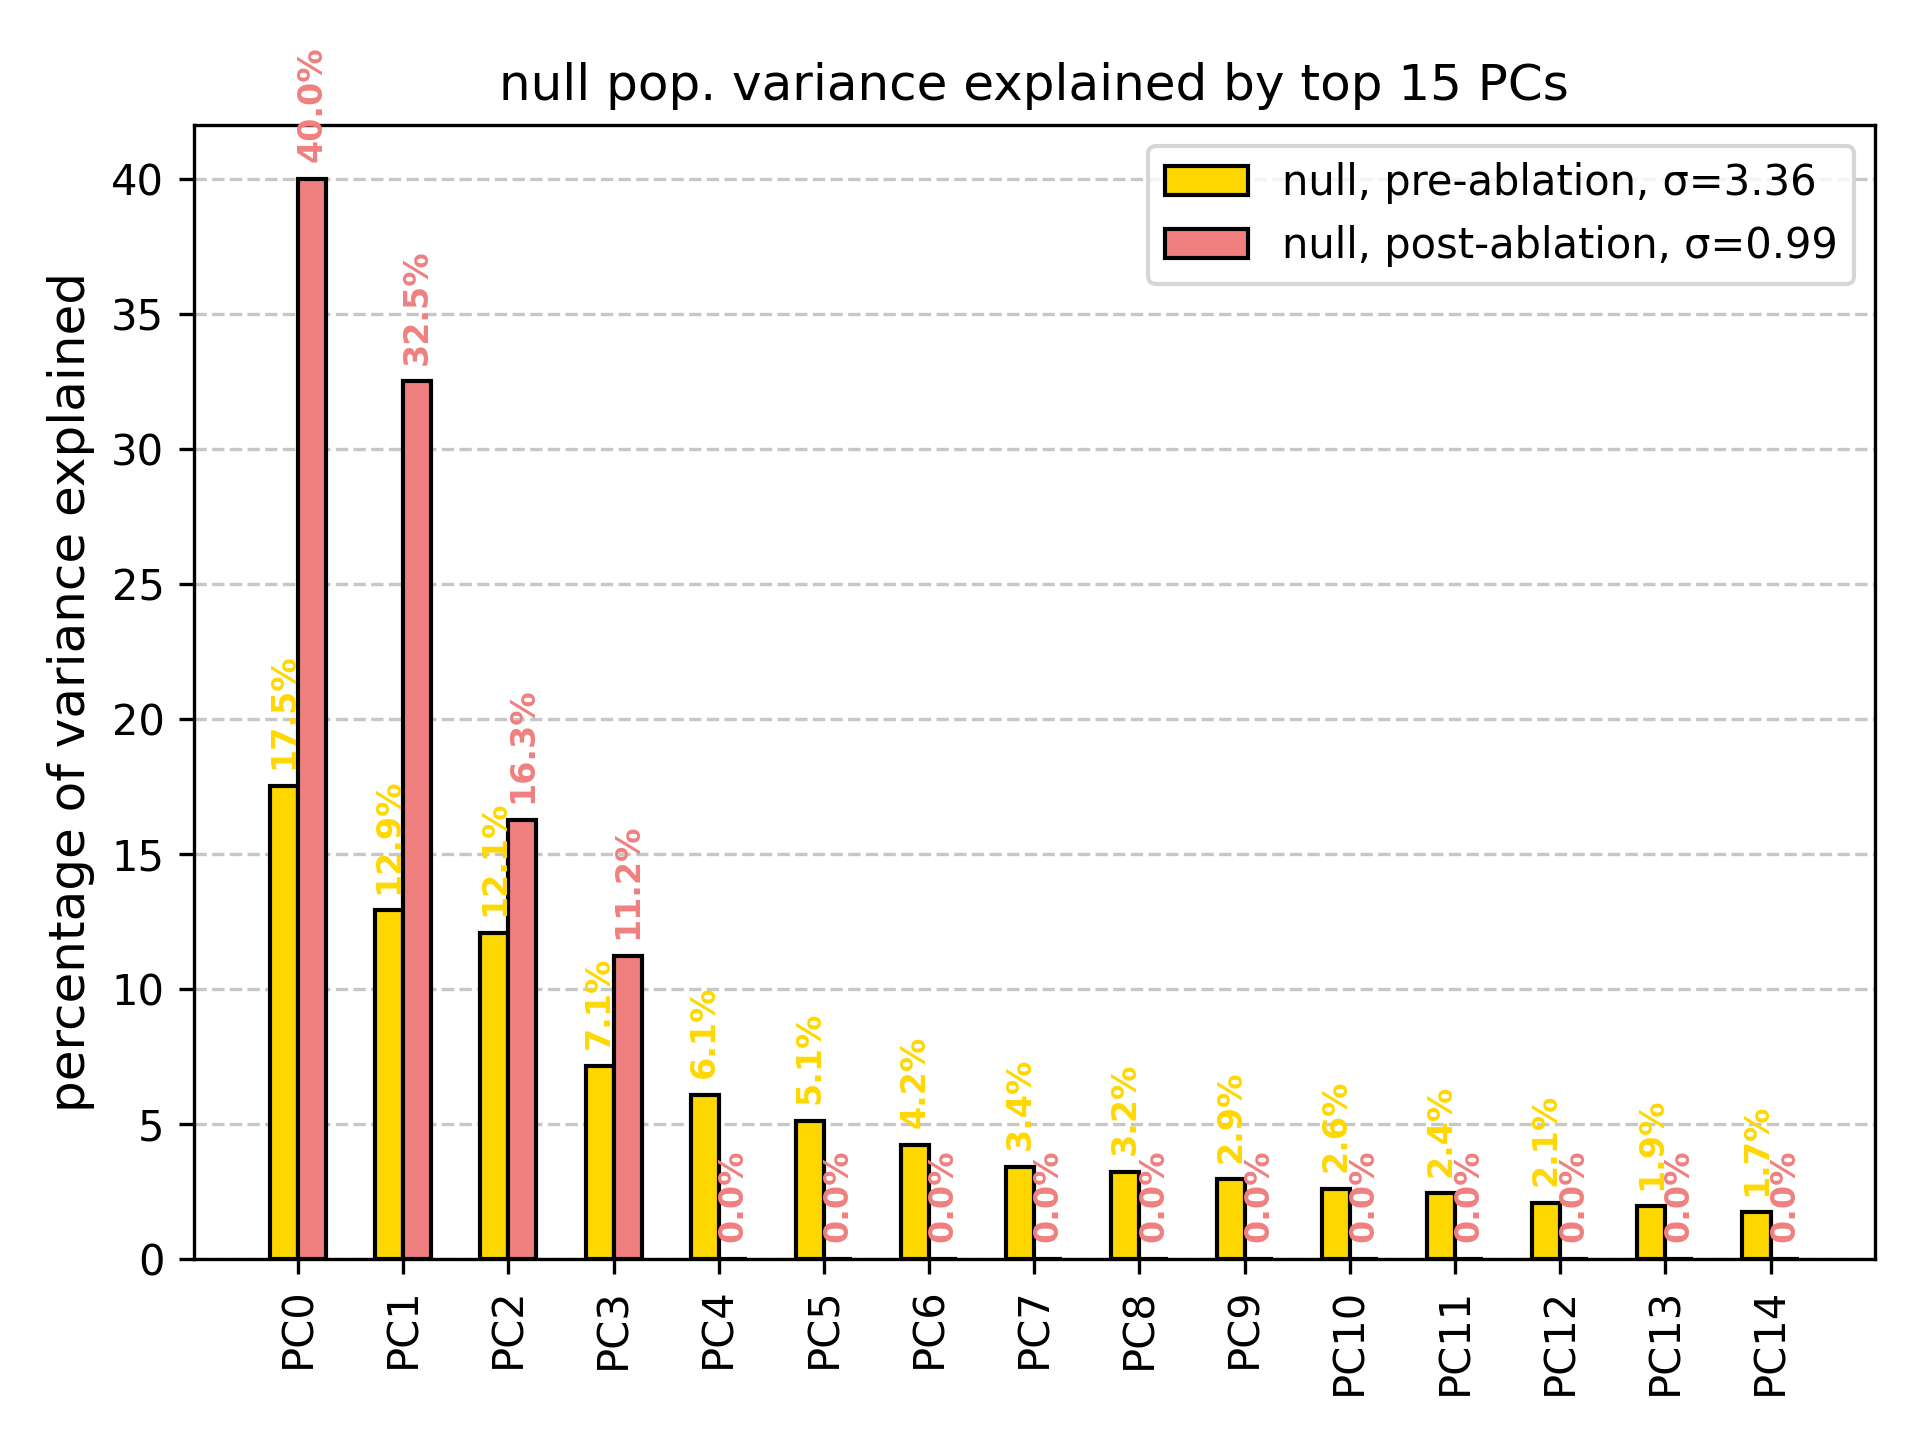 null pop. variance explained by top 15 PCs
percentage of variance explained
40
35
30
25
20
15
10
5
0
null, pre-ablation, σ=3.36
null, post-ablation, σ=0.99
17.5%
40.0%
12.9%
32.5%
12.1%
16.3%
7.1%
11.2%
6.1%
0.0%
5.1%
0.0%
4.2%
0.0%
3.4%
0.0%
3.2%
0.0%
2.9%
0.0%
2.6%
0.0%
2.4%
0.0%
2.1%
0.0%
1.9%
0.0%
1.7%
0.0%
PC0
PC1
PC2
PC3
PC4
PC5
PC6
PC7
PC8
PC9
PC10
PC11
PC12
PC13
PC14